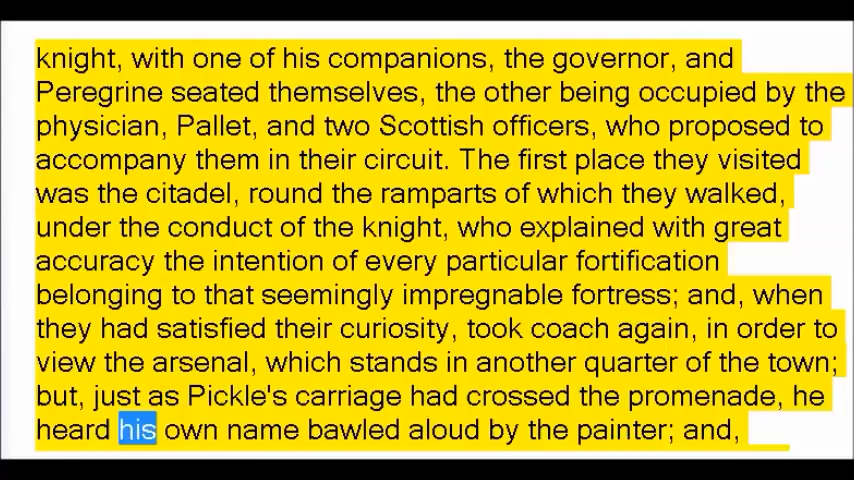 knight, with one of his companions, the governor, and
Peregrine seated themselves, the other being occupied by the
physician, Pallet, and two Scottish officers, who proposed to
accompany them in their circuit. The first place they visited
was the citadel, round the ramparts of which they walked,
under the conduct of the knight, who explained with great
accuracy the intention of every particular fortification
belonging to that seemingly impregnable fortress; and, when
they had satisfied their curiosity, took coach again, in order to
view the arsenal, which stands in another quarter of the town;
but, just as Pickle's carriage had crossed the promenade, he
heard his own name bawled aloud by the painter; and,